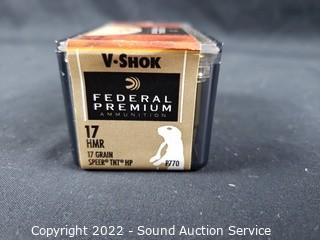 V•SHOK
FEDERAL
PREMIUM
AMMUNITION
17
HMR
17 GRAIN
SPEER® TNT® HP
P770
Copyright 2022 - Sound Auction Service